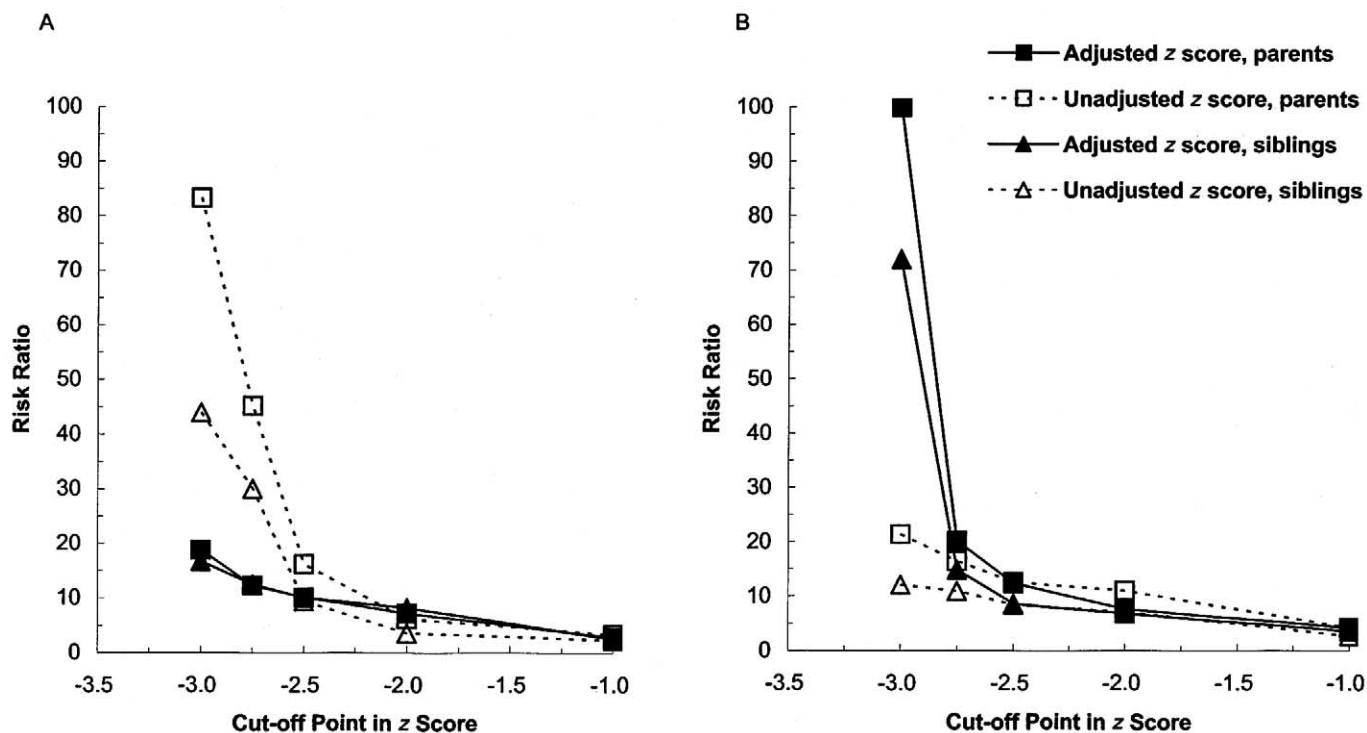 A
B
Adjusted z score, parents
Unadjusted z score, parents
Adjusted z score, siblings
Unadjusted z score, siblings
100
90
80
70
60
50
40
30
20
10
0
Risk Ratio
-3.5 -3.0 -2.5 -2.0 -1.5 -1.0
Cut-off Point in z Score
100
90
80
70
60
50
40
30
20
10
0
Risk Ratio
-3.5 -3.0 -2.5 -2.0 -1.5 -1.0
Cut-off Point in z Score